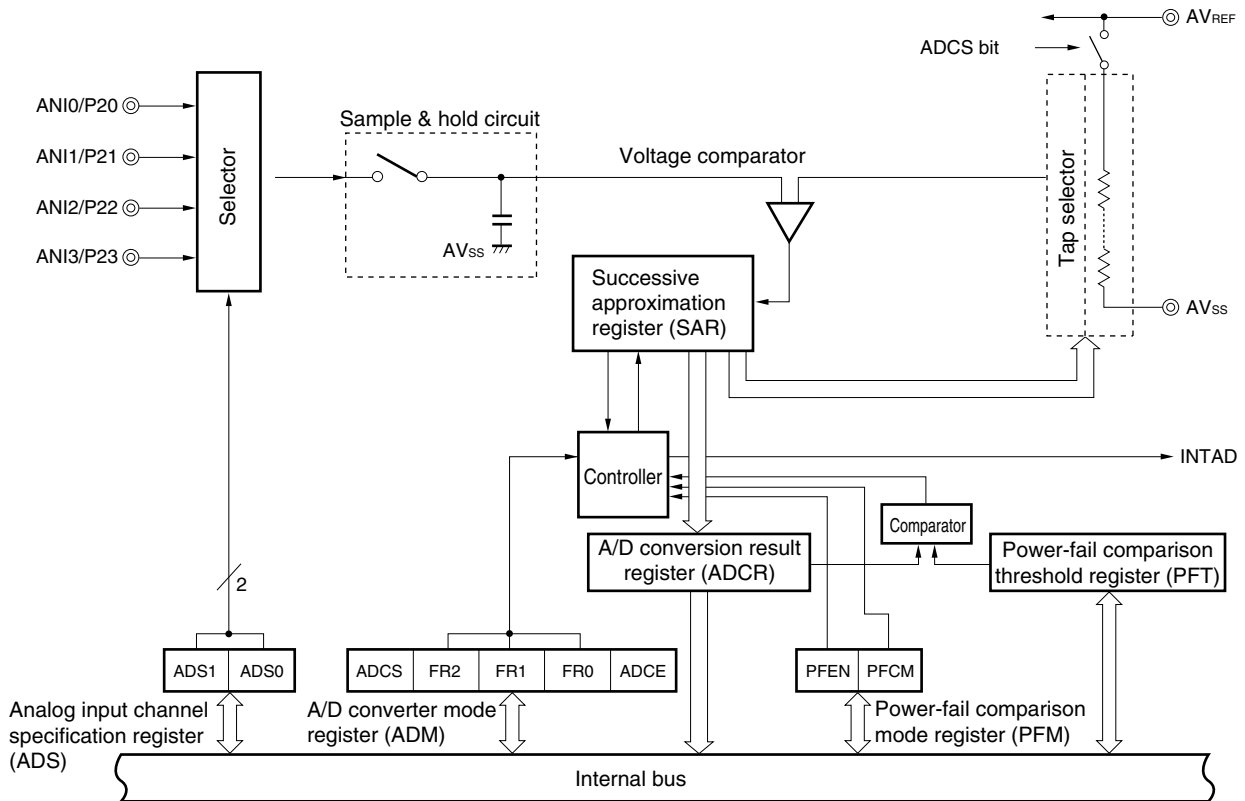 AVREF
ADCS bit
ANI0/P20
ANI1/P21
ANI2/P22
ANI3/P23
Selector
Sample & hold circuit
AVSS
Voltage comparator
Tap selector
AVSS
Successive
approximation
register (SAR)
Controller
INTAD
Comparator
A/D conversion result
register (ADCR)
Power-fail comparison
threshold register (PFT)
2
ADS1
ADS0
ADCS
FR2
FR1
FR0
ADCE
PFEN
PFCM
Analog input channel
specification register
(ADS)
A/D converter mode
register (ADM)
Power-fail comparison
mode register (PFM)
Internal bus